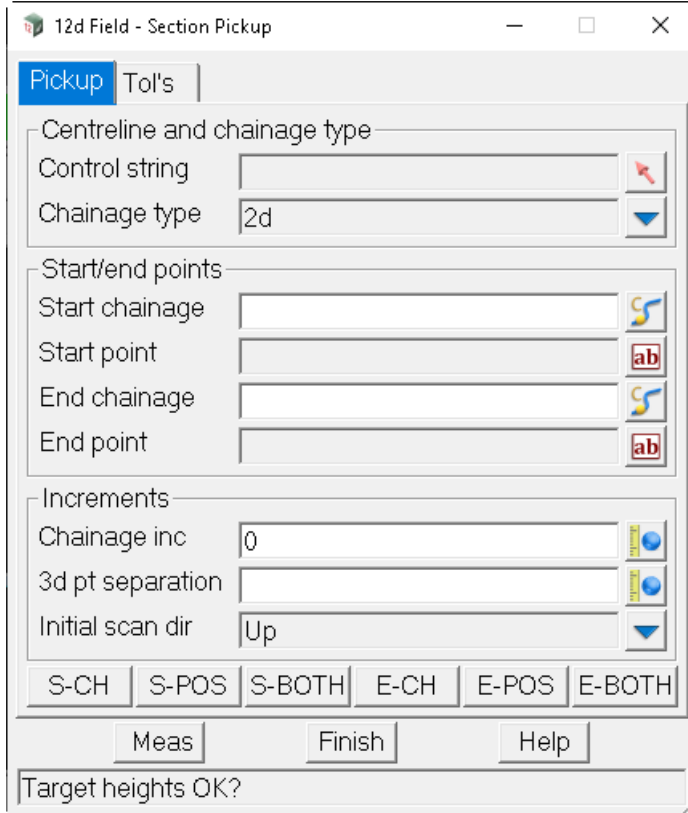 12d Field - Section Pickup
Pickup Tol's
Centreline and chainage type
Control string
Chainage type 2d
Start/end points
Start chainage
Start point ab
End chainage
End point ab
Increments
Chainage inc 0
3d pt separation
Initial scan dir Up
S-CH S-POS S-BOTH E-CH E-POS E-BOTH
Meas Finish Help
Target heights OK?